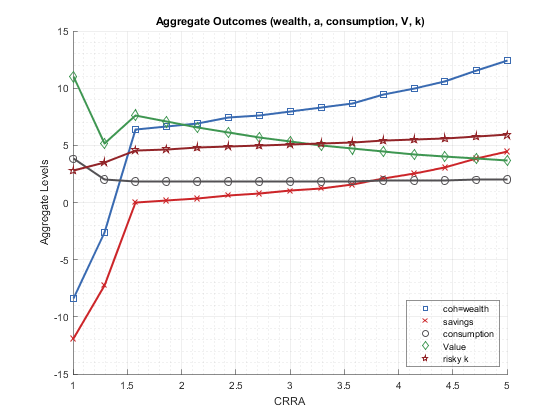 Aggregate Outcomes (wealth, a, consumption, V, k)
15
10
5
0
-5
-10
-15
Aggregate Levels
1
1.5
2
2.5
3
3.5
4
4.5
5
CRRA
coh=wealth
savings
consumption
Value
risky k